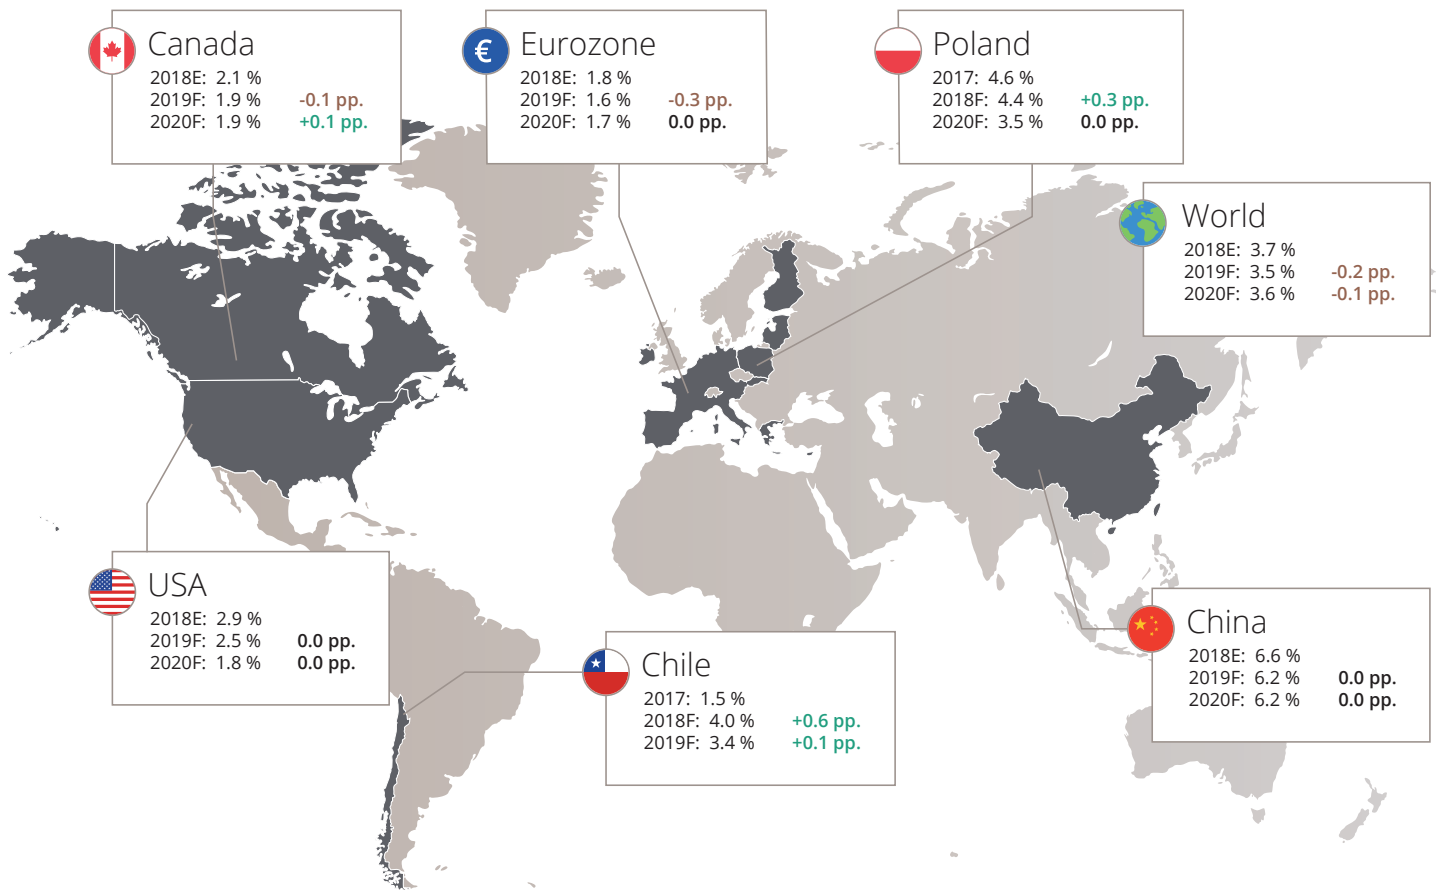 Canada
2018E: 2.1 %
2019F: 1.9 % -0.1 pp.
2020F: 1.9 % +0.1 pp.
€ Eurozone
2018E: 1.8 %
2019F: 1.6 % -0.3 pp.
2020F: 1.7 % 0.0 pp.
Poland
2017: 4.6 %
2018F: 4.4 % +0.3 pp.
2020F: 3.5 % 0.0 pp.
World
2018E: 3.7 %
2019F: 3.5 % -0.2 pp.
2020F: 3.6 % -0.1 pp.
USA
2018E: 2.9 %
2019F: 2.5 % 0.0 pp.
2020F: 1.8 % 0.0 pp.
Chile
2017: 1.5 %
2018F: 4.0 % +0.6 pp.
2019F: 3.4 % +0.1 pp.
China
2018E: 6.6 %
2019F: 6.2 % 0.0 pp.
2020F: 6.2 % 0.0 pp.